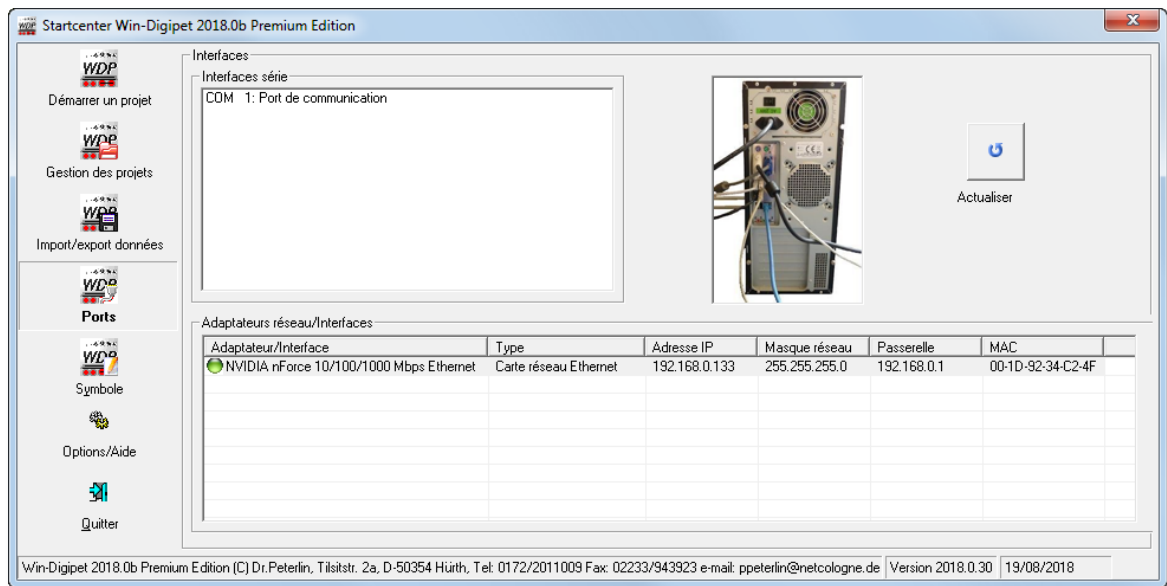 Startcenter Win-Digipet 2018.0b Premium Edition
WDP
Démarrer un projet
WDP
Gestion des projets
WDP
Import/export données
WDP
Ports
WDP
Symbole
Options/Aide
Quitter
Interfaces
Interfaces série
COM 1: Port de communication
Actualiser
Adaptateurs réseau/Interfaces
Adaptateur/Interface Type Adresse IP Masque réseau Passerelle MAC
NVIDIA nForce 10/100/1000 Mbps Ethernet Carte réseau Ethernet 192.168.0.133 255.255.255.0 192.168.0.1 00-1D-92-34-C2-4F
Win-Digipet 2018.0b Premium Edition (C) Dr.Peterlin, Tilsitstr. 2a, D-50354 Hürth, Tel: 0172/2011009 Fax: 02233/943923 e-mail: ppeterlin@netcologne.de Version 2018.0.30 19/08/2018